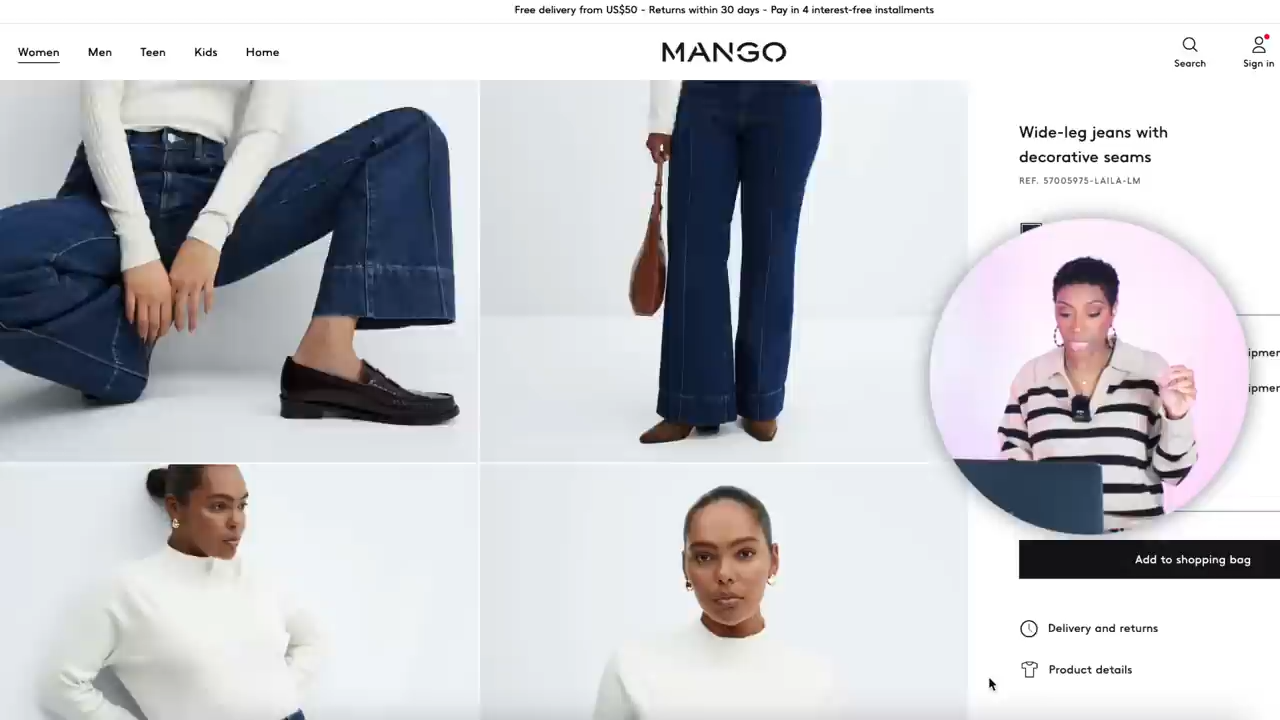 Free delivery from US$50 - Returns within 30 days - Pay in 4 interest-free installments
Women Men Teen Kids Home
MANGO
Search
Sign in
Wide-leg jeans with
decorative seams
REF. 57005975-LAILA-LM
Add to shopping bag
Delivery and returns
Product details